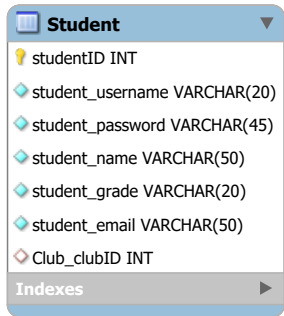 Student
studentID INT
student_username VARCHAR(20)
student_password VARCHAR(45)
student_name VARCHAR(50)
student_grade VARCHAR(20)
student_email VARCHAR(50)
Club_clubID INT
Indexes